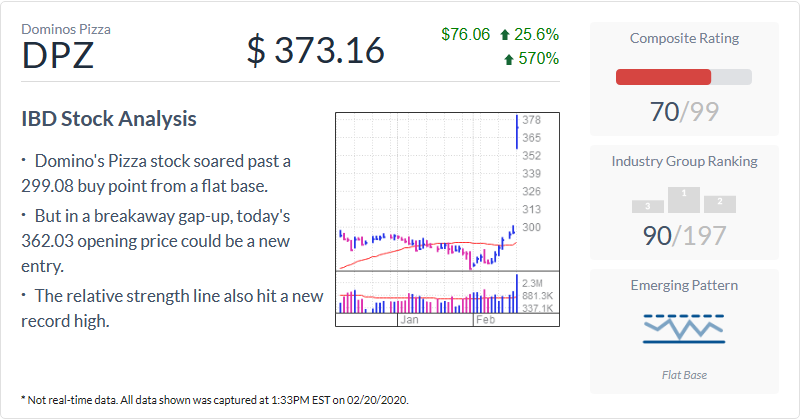 Dominos Pizza
DPZ
$ 373.16
$76.06 25.6%
570%
IBD Stock Analysis
· Domino's Pizza stock soared past a
299.08 buy point from a flat base.
· But in a breakaway gap-up, today's
362.03 opening price could be a new
entry.
· The relative strength line also hit a new
record high.
378
365
352
339
326
313
300
2.3M
881.3K
337.1K
Jan Feb
* Not real-time data. All data shown was captured at 1:33PM EST on 02/20/2020.
Composite Rating
70/99
Industry Group Ranking
3 1 2
90/197
Emerging Pattern
Flat Base